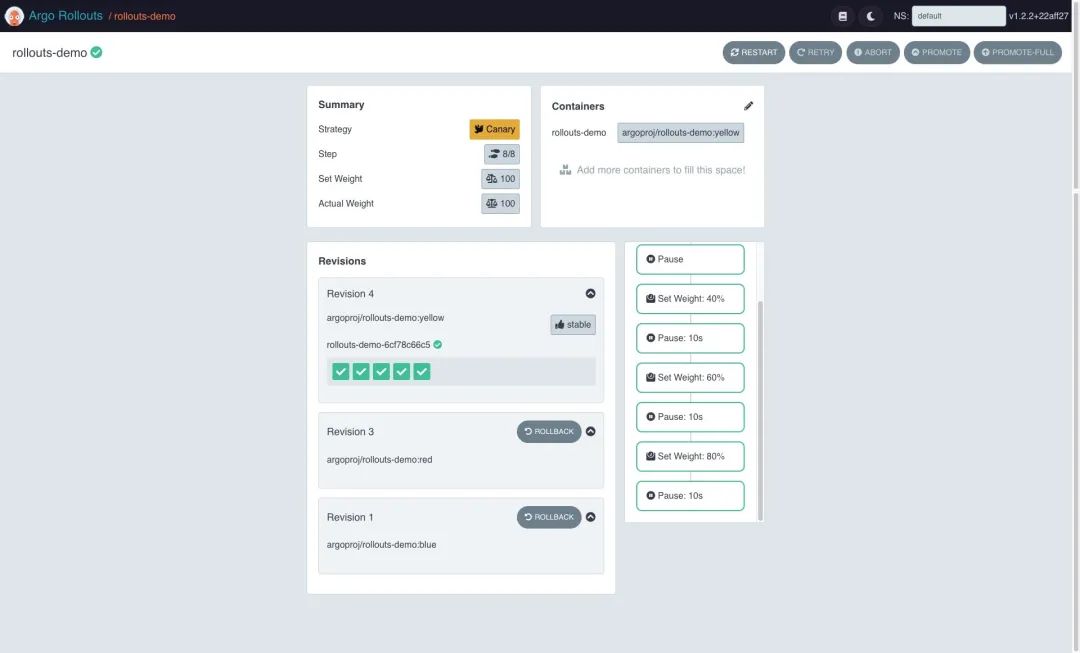 Argo Rollouts / rollouts-demo NS: default v1.2.2+22aff27
rollouts-demo RESTART RETRY ABORT PROMOTE PROMOTE-FULL
Summary
Strategy Canary
Step 8/8
Set Weight 100
Actual Weight 100
Containers
rollouts-demo argoproj/rollouts-demo:yellow
Add more containers to fill this space!
Revisions
Revision 4
argoproj/rollouts-demo:yellow
stable
rollouts-demo-6cf78c66c5
Revision 3 ROLLBACK
argoproj/rollouts-demo:red
Revision 1 ROLLBACK
argoproj/rollouts-demo:blue
Pause
Set Weight: 40%
Pause: 10s
Set Weight: 60%
Pause: 10s
Set Weight: 80%
Pause: 10s